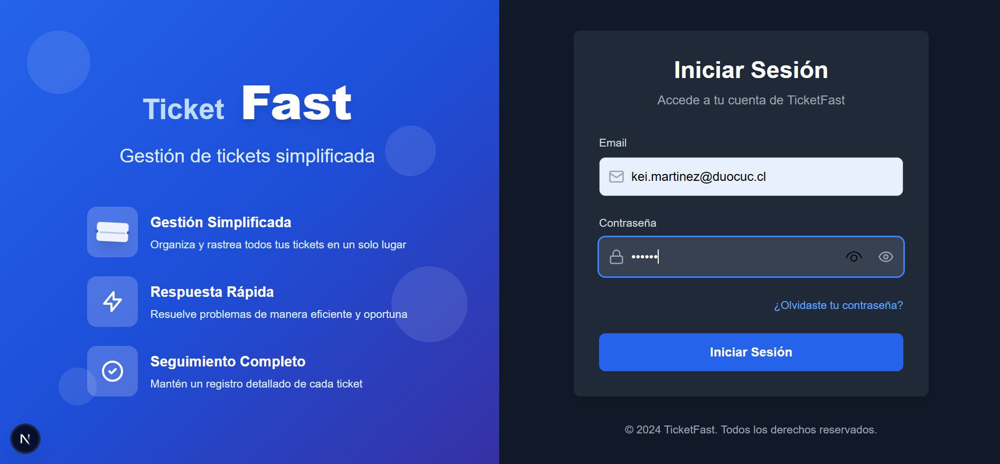 Ticket Fast
Gestión de tickets simplificada
Gestión Simplificada
Organiza y rastrea todos tus tickets en un solo lugar
Respuesta Rápida
Resuelve problemas de manera eficiente y oportuna
Seguimiento Completo
Mantén un registro detallado de cada ticket
N
Iniciar Sesión
Accede a tu cuenta de TicketFast
Email
kei.martinez@duocuc.cl
Contraseña
••••••
¿Olvidaste tu contraseña?
Iniciar Sesión
© 2024 TicketFast. Todos los derechos reservados.